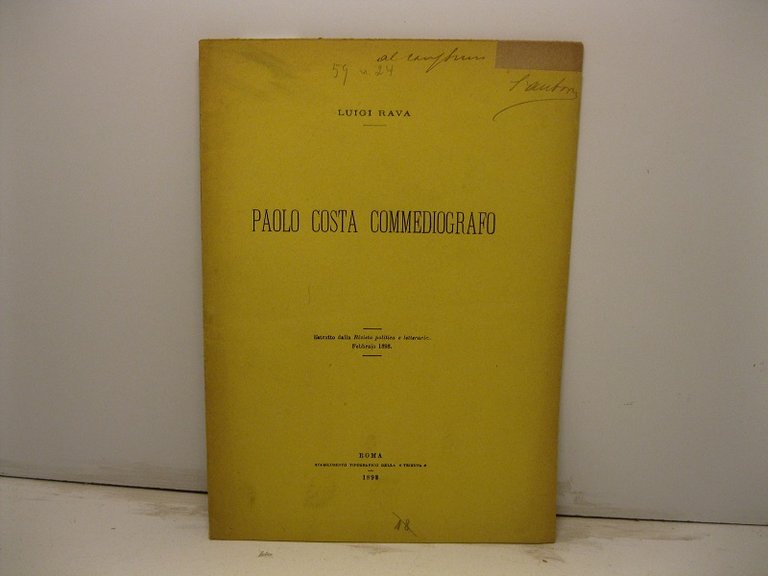 al
59 n. 24
LUIGI RAVA
PAOLO COSTA COMMEDIOGRAFO
Estratto dalla Rivista politica e letteraria.
Febbraio 1898.
ROMA
STABILIMENTO TIPOGRAFICO DELLA « TRIBUNA »
1898
18